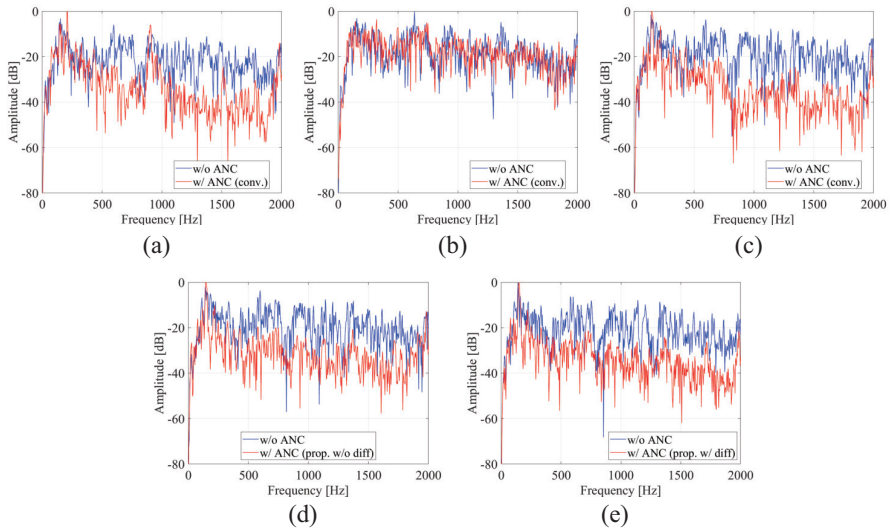 0
-20
-40
-60
-80
Amplitude [dB]
w/o ANC
w/ ANC (conv.)
0 500 1000 1500 2000
Frequency [Hz]
(a)
0
-20
-40
-60
-80
Amplitude [dB]
w/o ANC
w/ ANC (conv.)
0 500 1000 1500 2000
Frequency [Hz]
(b)
0
-20
-40
-60
-80
Amplitude [dB]
w/o ANC
w/ ANC (conv.)
0 500 1000 1500 2000
Frequency [Hz]
(c)
0
-20
-40
-60
-80
Amplitude [dB]
w/o ANC
w/ ANC (prop. w/o diff)
0 500 1000 1500 2000
Frequency [Hz]
(d)
0
-20
-40
-60
-80
Amplitude [dB]
w/o ANC
w/ ANC (prop. w/ diff)
0 500 1000 1500 2000
Frequency [Hz]
(e)